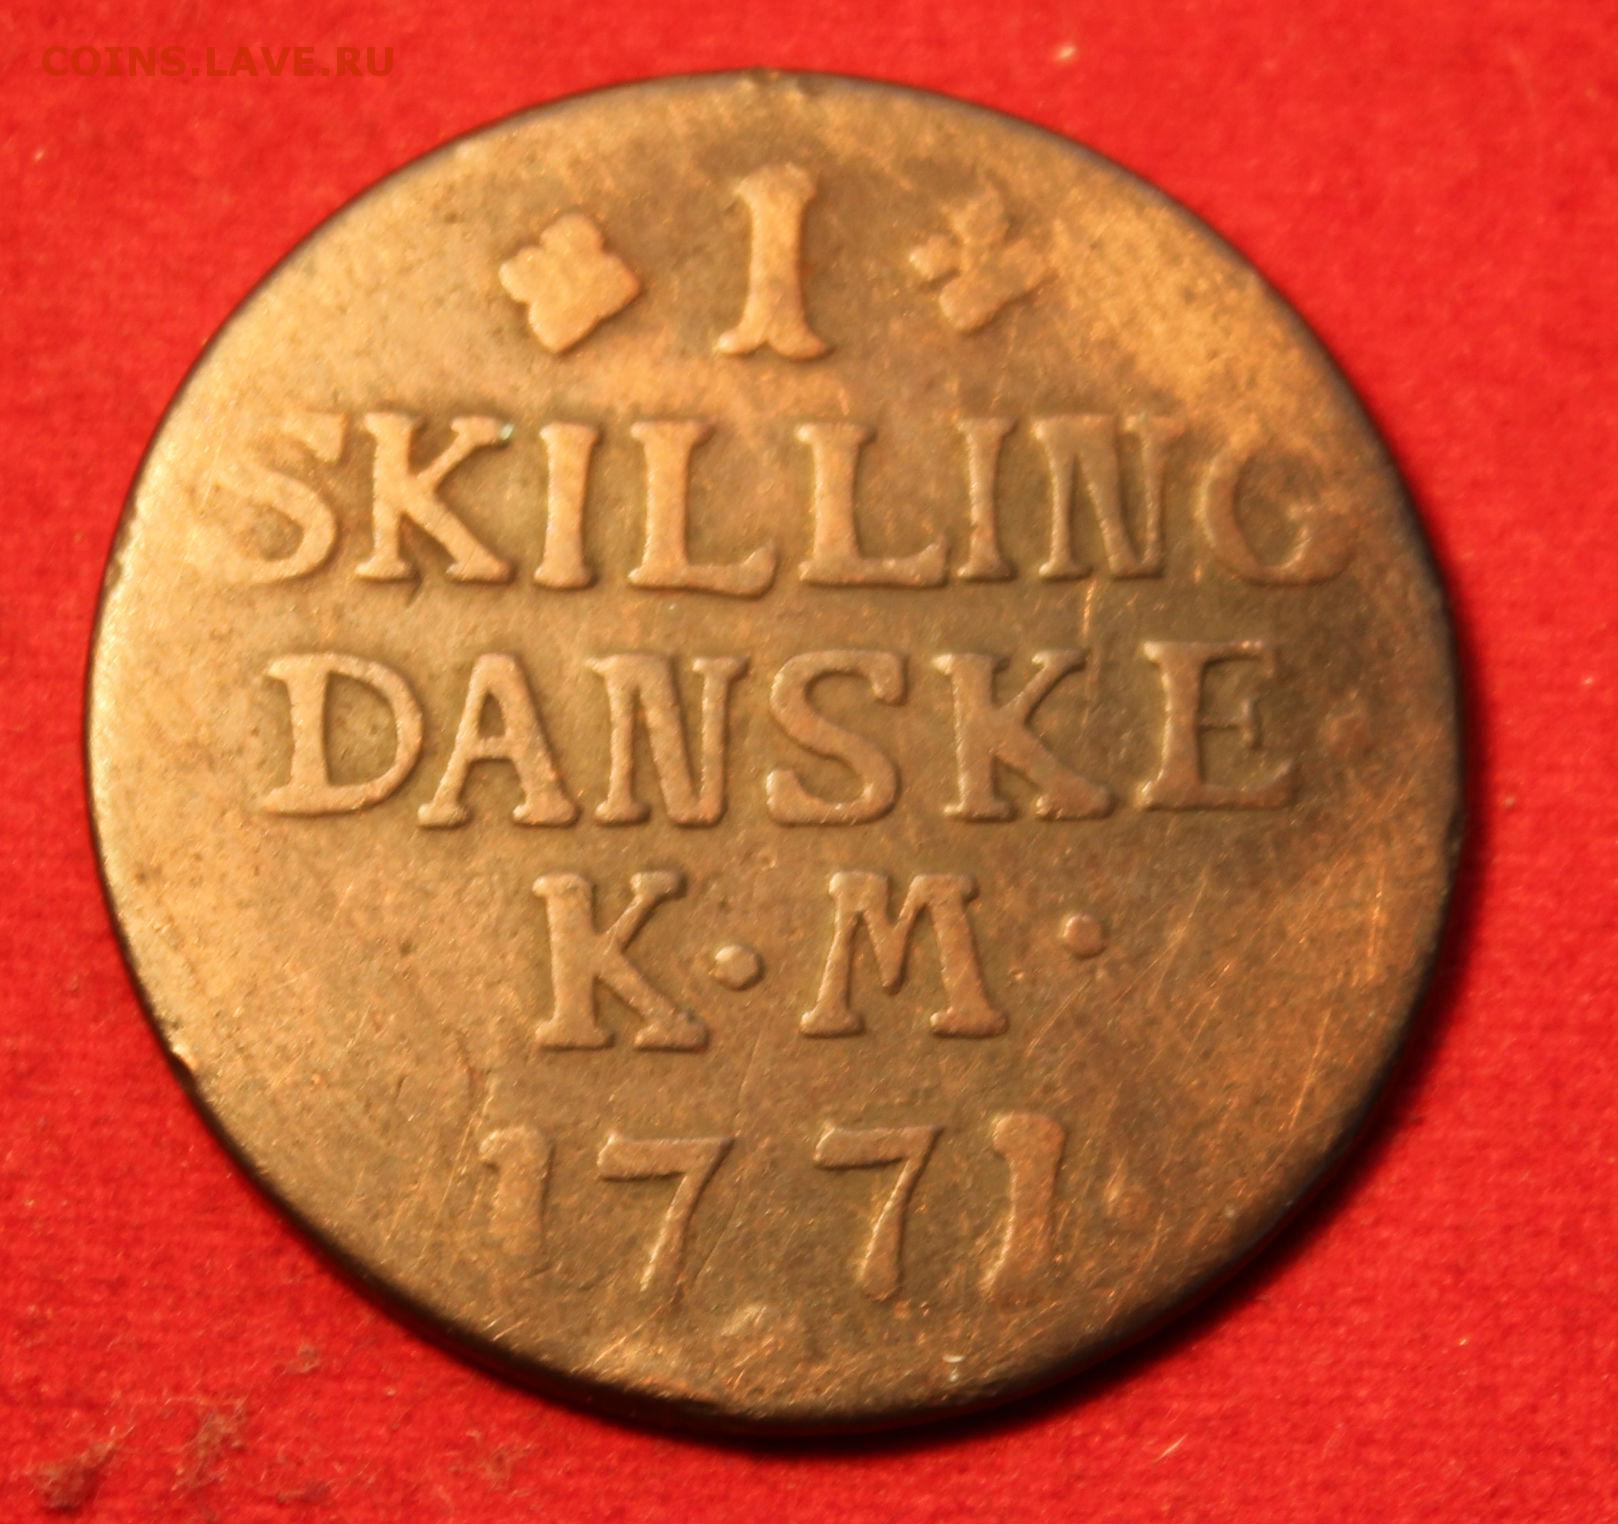 COINS.LAVE.RU
1
SKILLING
DANSKE
K·M·
1771